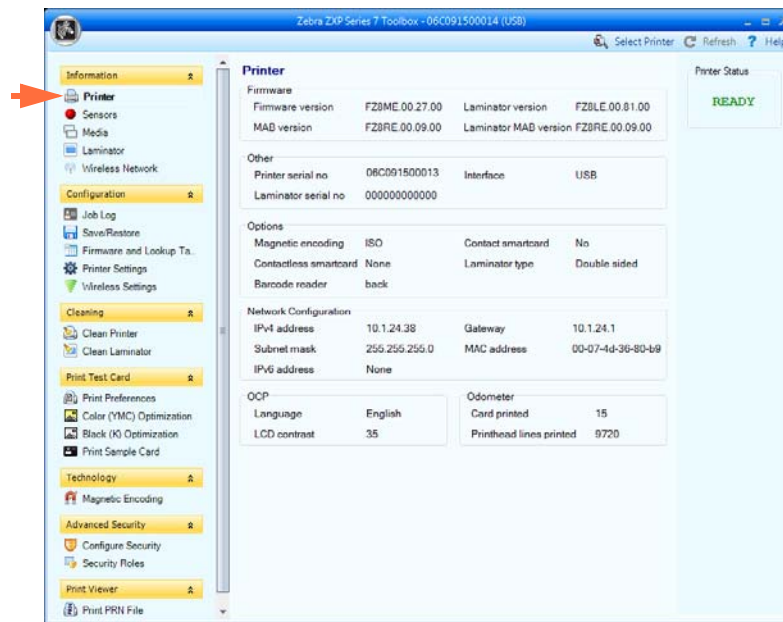 Zebra ZXP Series 7 Toolbox - 06C091500014 (USB)
Select Printer Refresh ? Help
Information
Printer
Sensors
Media
Laminator
Wireless Network
Configuration
Job Log
Save/Restore
Firmware and Lookup Ta..
Printer Settings
Wireless Settings
Cleaning
Clean Printer
Clean Laminator
Print Test Card
Print Preferences
Color (YMC) Optimization
Black (K) Optimization
Print Sample Card
Technology
Magnetic Encoding
Advanced Security
Configure Security
Security Roles
Print Viewer
Print PRN File
Printer
Firmware
Firmware version FZ8ME.00.27.00 Laminator version FZ8LE.00.81.00
MAB version FZ8RE.00.09.00 Laminator MAB version FZ8RE.00.09.00
Other
Printer serial no 06C091500013 Interface USB
Laminator serial no 000000000000
Options
Magnetic encoding ISO Contact smartcard No
Contactless smartcard None Laminator type Double sided
Barcode reader back
Network Configuration
IPv4 address 10.1.24.38 Gateway 10.1.24.1
Subnet mask 255.255.255.0 MAC address 00-07-4d-36-80-b9
IPv6 address None
OCP
Language English
LCD contrast 35
Odometer
Card printed 15
Printhead lines printed 9720
Printer Status
READY